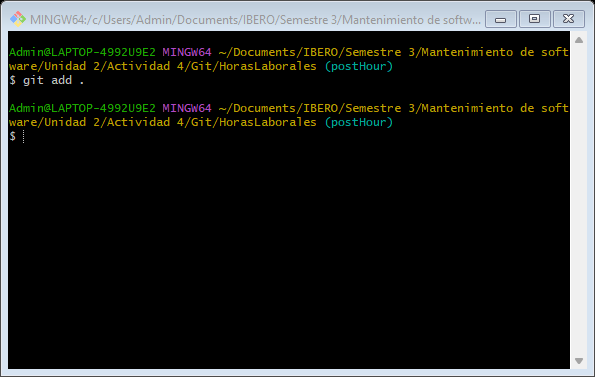 MINGW64:/c/Users/Admin/Documents/IBERO/Semestre 3/Mantenimiento de softw...
Admin@LAPTOP-4992U9E2 MINGW64 ~/Documents/IBERO/Semestre 3/Mantenimiento de soft
ware/Unidad 2/Actividad 4/Git/HorasLaborales (postHour)
$ git add .
Admin@LAPTOP-4992U9E2 MINGW64 ~/Documents/IBERO/Semestre 3/Mantenimiento de soft
ware/Unidad 2/Actividad 4/Git/HorasLaborales (postHour)
$